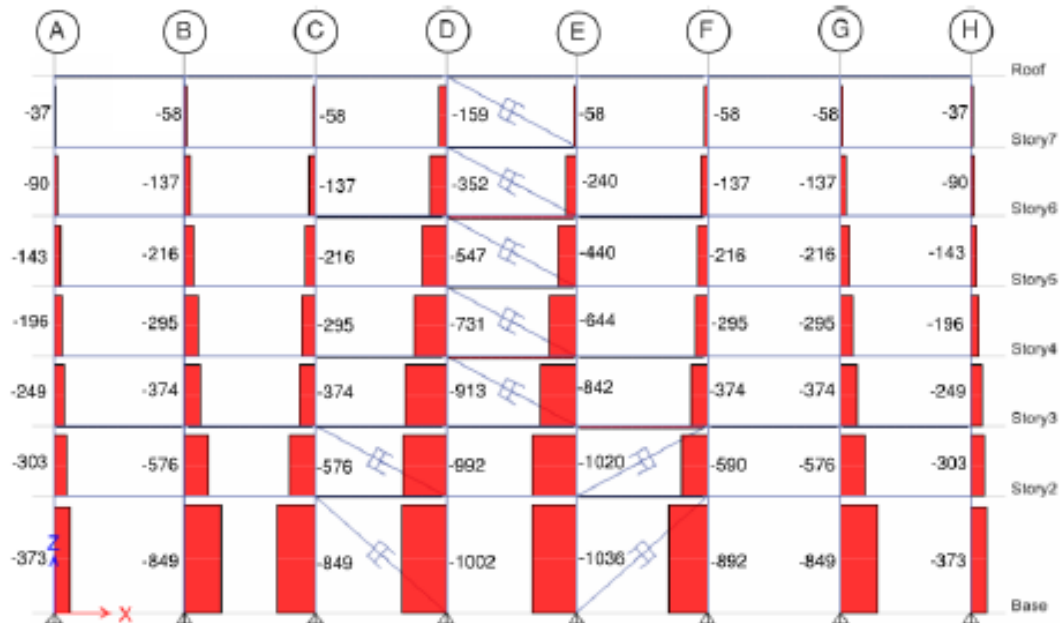 A B C D E F G H
Roof
-37 -58 -58 -159 -58 -58 -58 -37
Story7
-90 -137 -137 -352 -240 -137 -137 -90
Story6
-143 -216 -216 -547 -440 -216 -216 -143
Story5
-196 -295 -295 -731 -644 -295 -295 -196
Story4
-249 -374 -374 -913 -842 -374 -374 -249
Story3
-303 -576 -576 -992 -1020 -590 -576 -303
Story2
-373 -849 -849 -1002 -1036 -892 -849 -373
Z
X
Base